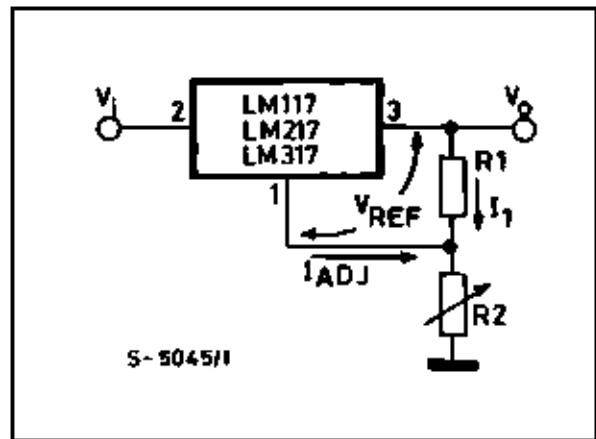 Vi
2
LM117
LM217
LM317
3
Vo
1
VREF
R1
I1
IADJ
R2
S-5045/1